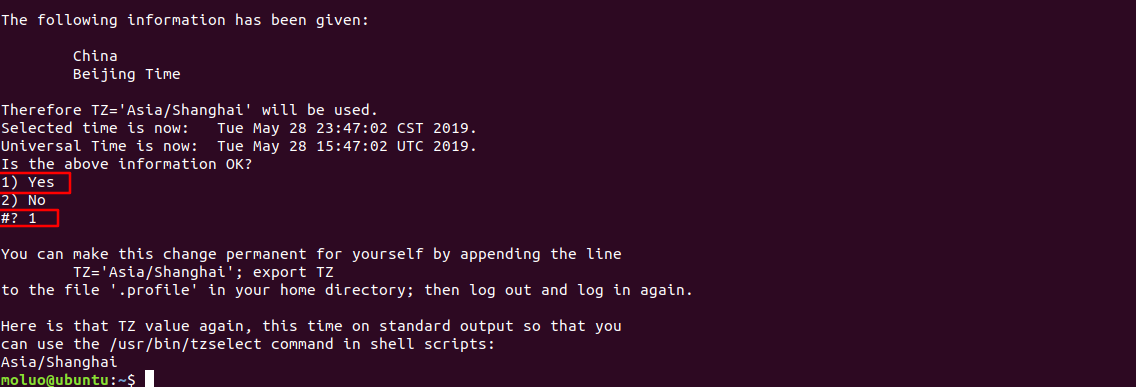 The following information has been given:
China
Beijing Time
Therefore TZ='Asia/Shanghai' will be used.
Selected time is now:   Tue May 28 23:47:02 CST 2019.
Universal Time is now:  Tue May 28 15:47:02 UTC 2019.
Is the above information OK?
1) Yes
2) No
#? 1
You can make this change permanent for yourself by appending the line
TZ='Asia/Shanghai'; export TZ
to the file '.profile' in your home directory; then log out and log in again.
Here is that TZ value again, this time on standard output so that you
can use the /usr/bin/tzselect command in shell scripts:
Asia/Shanghai
moluo@ubuntu:~$